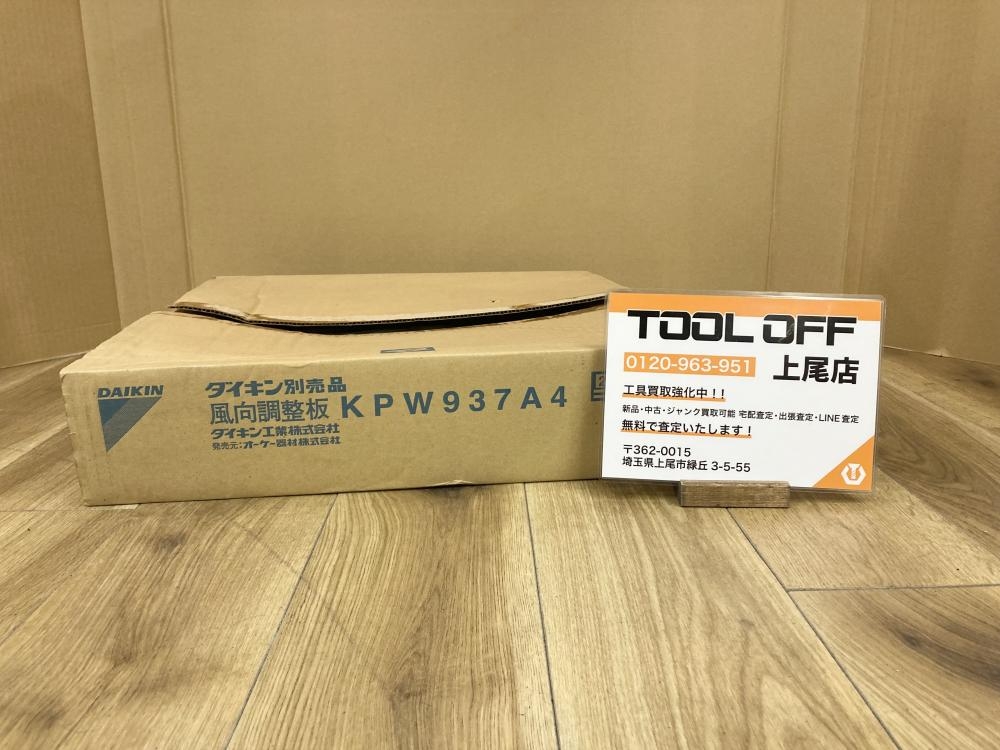 DAIKIN
ダイキン別売品
風向調整板 KPW937A4
ダイキン工業株式会社
発売元:オーケー器材株式会社
TOOL OFF
0120-963-951 上尾店
工具買取強化中!!
新品・中古・ジャンク買取可能 宅配査定・出張査定・LINE査定
無料で査定いたします!
〒362-0015
埼玉県上尾市緑丘 3-5-55